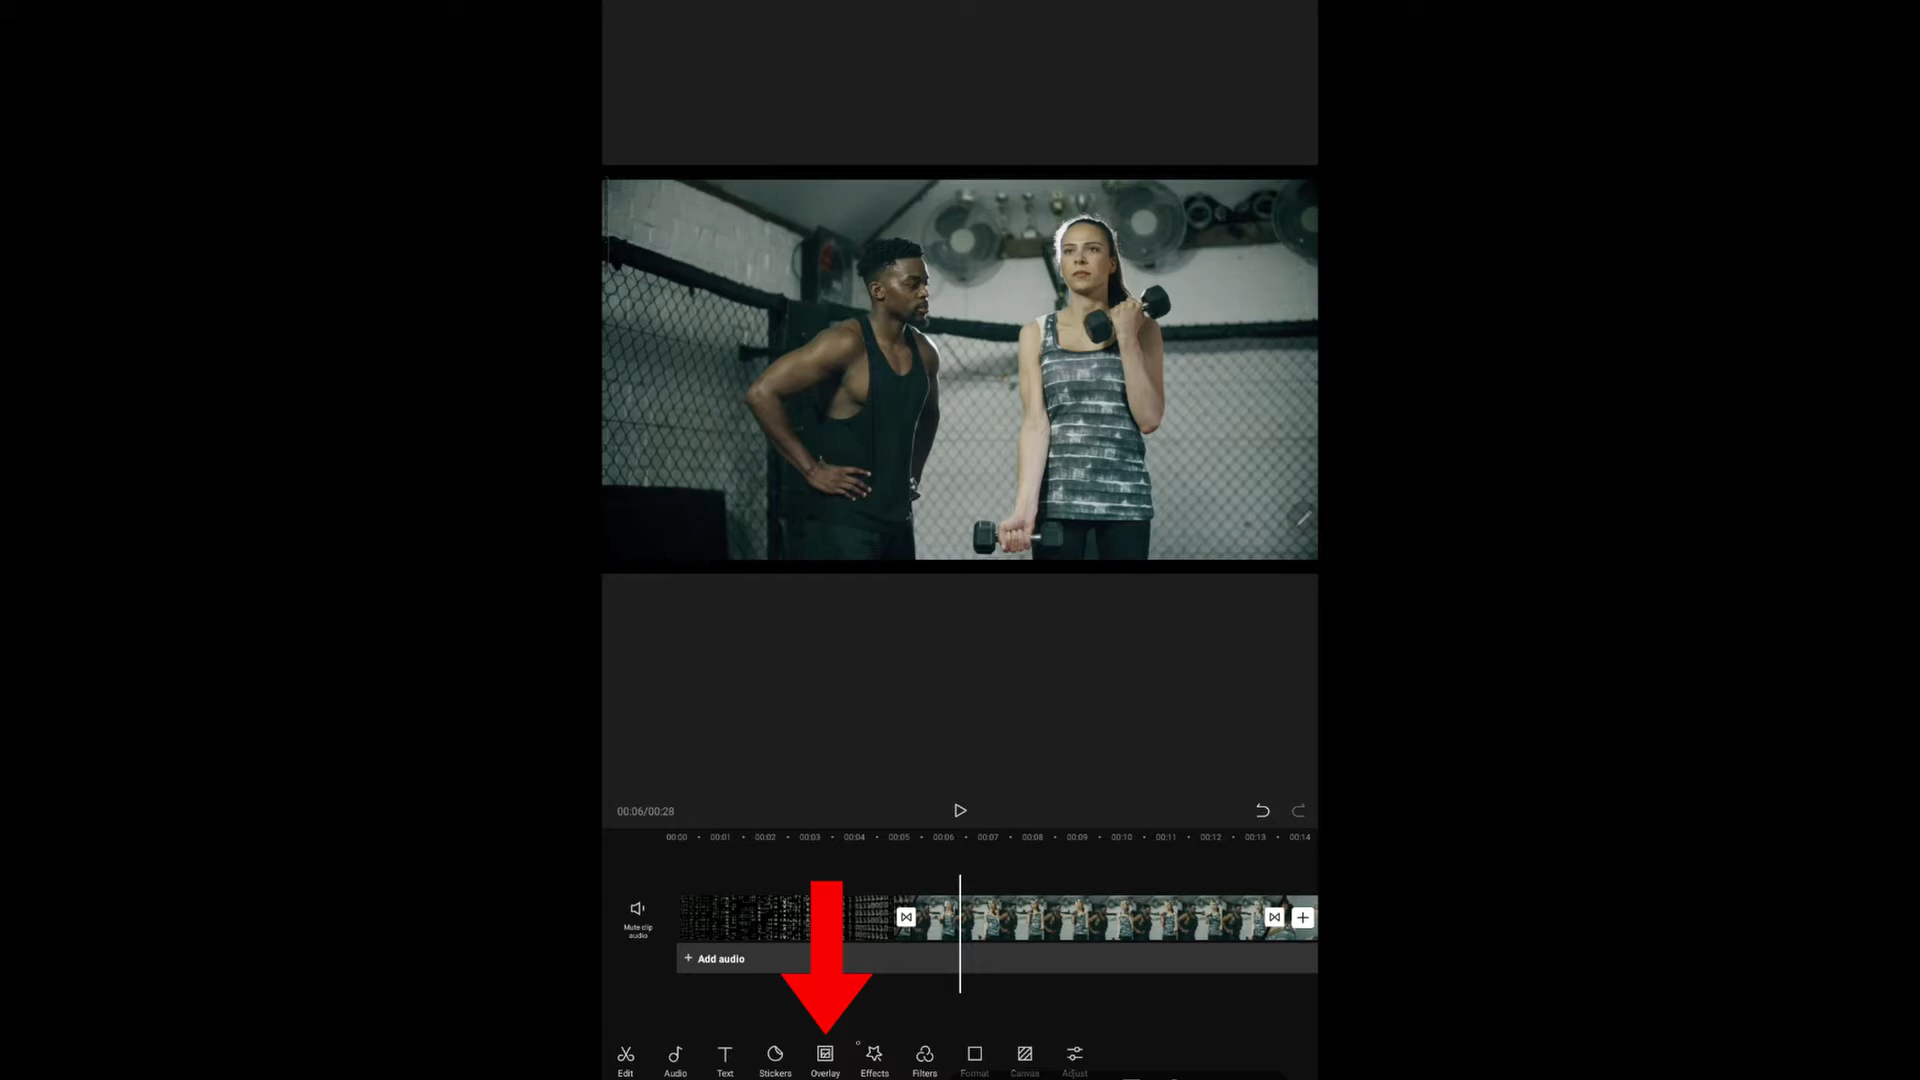 00:06/00:28
00:00 00:01 00:02 00:03 00:04 00:05 00:06 00:07 00:08 00:09 00:10 00:11 00:12 00:13 00:14
Mute clip
audio
+ Add audio
Edit Audio Text Stickers Overlay Effects Filters Format Canvas Adjust